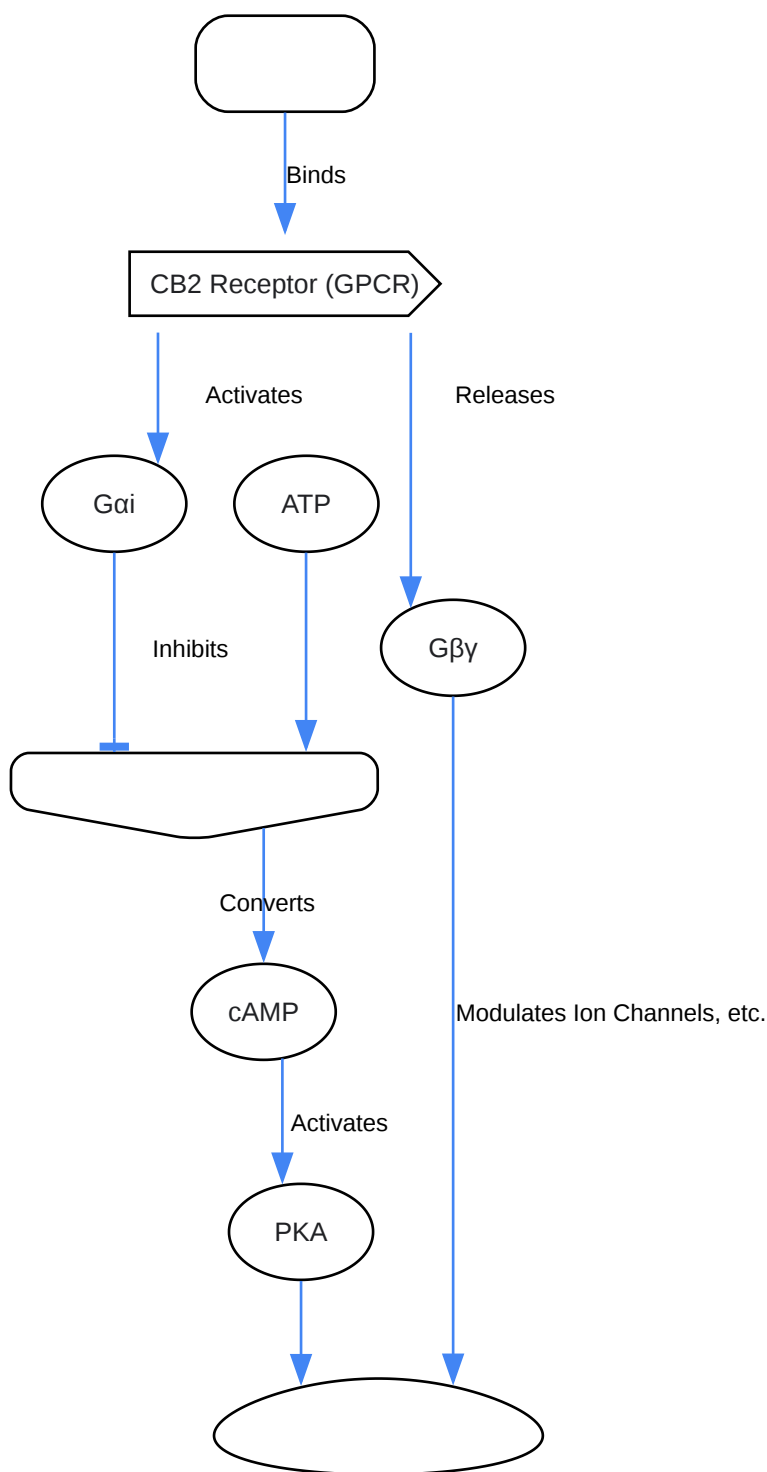 Binds
CB2 Receptor (GPCR)
Activates
Releases
Gαi
ATP
Inhibits
Gβγ
Converts
cAMP
Modulates Ion Channels, etc.
Activates
PKA